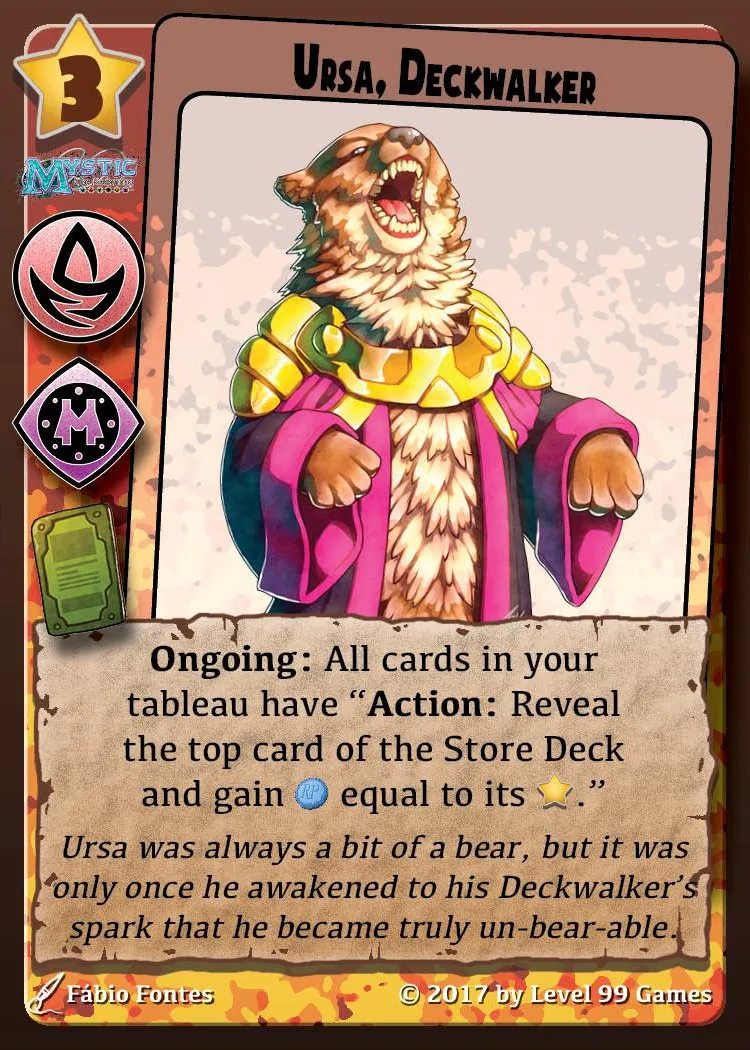 3
URSA, DECKWALKER
MYSTIC
M
Ongoing: All cards in your
tableau have “Action: Reveal
the top card of the Store Deck
and gain RP equal to its .”
Ursa was always a bit of a bear, but it was
only once he awakened to his Deckwalker’s
spark that he became truly un-bear-able.
Fábio Fontes
© 2017 by Level 99 Games